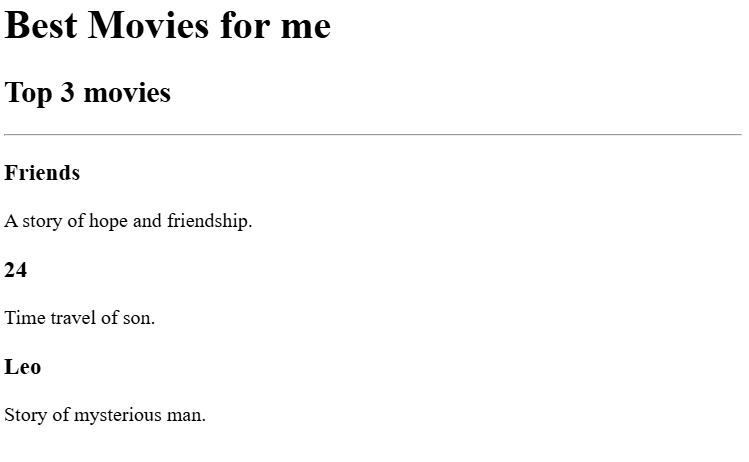 Best Movies for me
Top 3 movies
Friends
A story of hope and friendship.
24
Time travel of son.
Leo
Story of mysterious man.